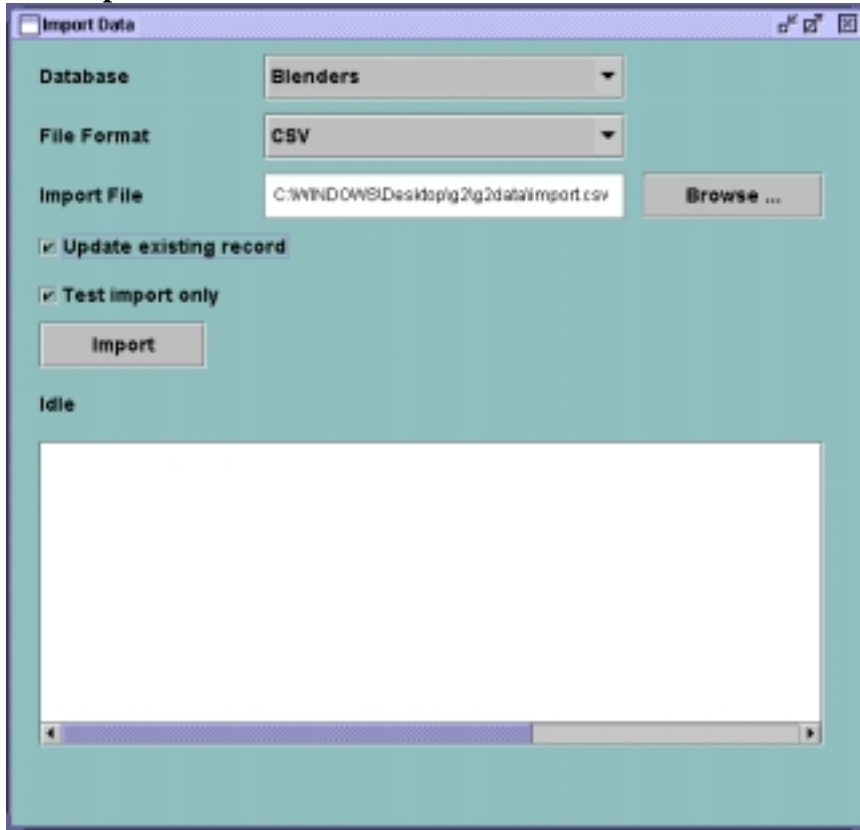 Import Data
Database Blenders
File Format CSV
Import File C:\WINDOWS\Desktop\g2\g2data\import.csv Browse ...
Update existing record
Test import only
Import
Idle